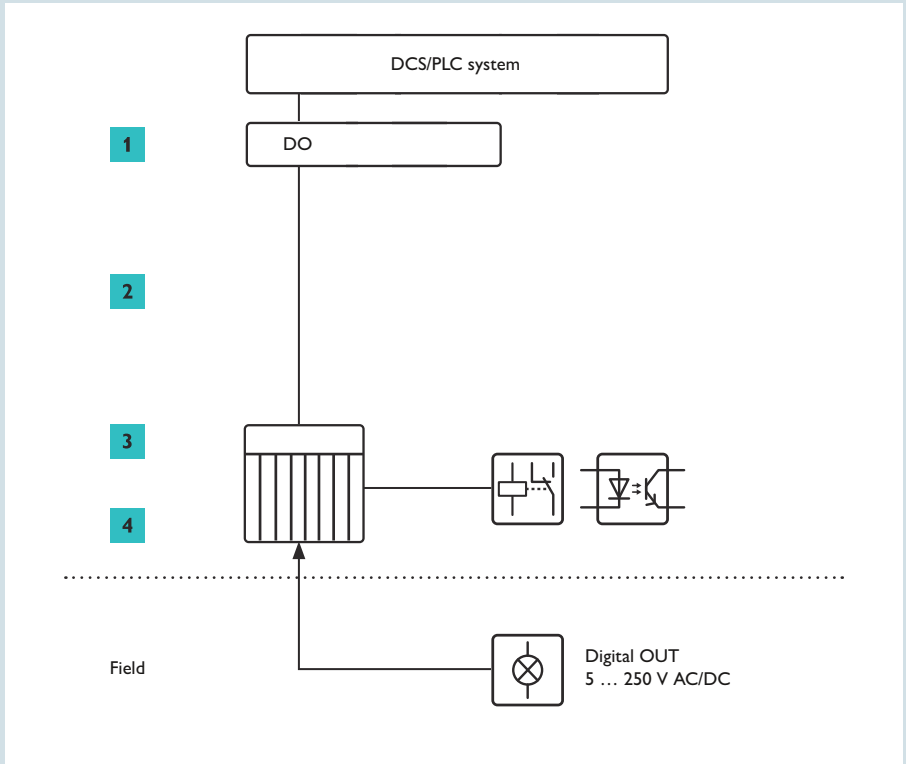 DCS/PLC system
1
DO
2
3
4
Field
Digital OUT
5 … 250 V AC/DC